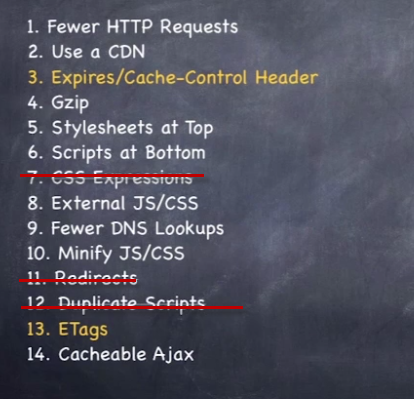 1. Fewer HTTP Requests
2. Use a CDN
3. Expires/Cache-Control Header
4. Gzip
5. Stylesheets at Top
6. Scripts at Bottom
7. CSS Expressions
8. External JS/CSS
9. Fewer DNS Lookups
10. Minify JS/CSS
11. Redirects
12. Duplicate Scripts
13. ETags
14. Cacheable Ajax